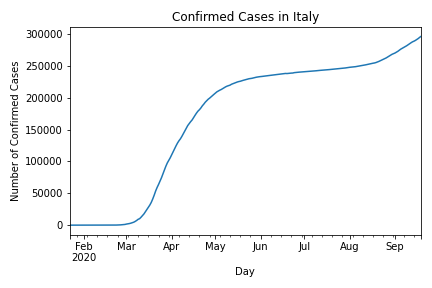 Confirmed Cases in Italy
Number of Confirmed Cases
300000
250000
200000
150000
100000
50000
0
Feb Mar Apr May Jun Jul Aug Sep
2020
Day